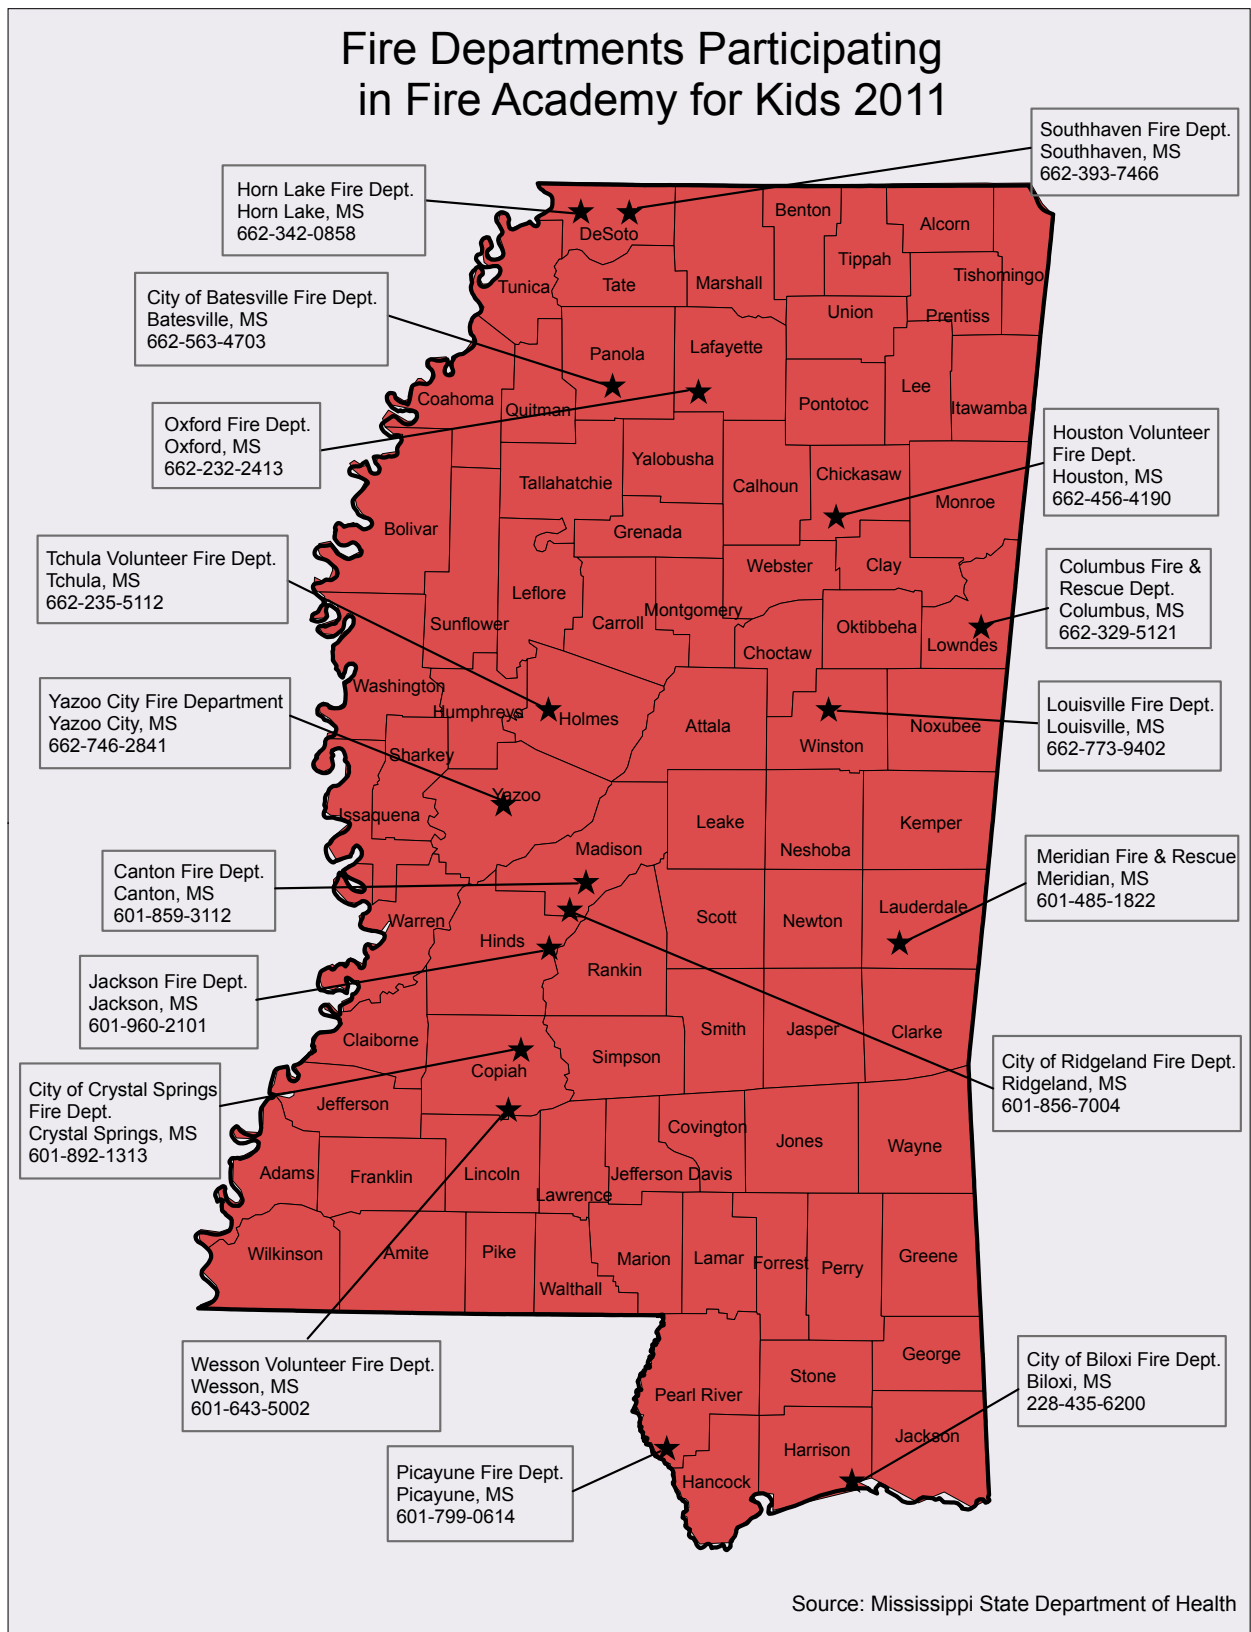 Fire Departments Participating
in Fire Academy for Kids 2011
Southhaven Fire Dept.
Southhaven, MS
662-393-7466
Horn Lake Fire Dept.
Horn Lake, MS
662-342-0858
City of Batesville Fire Dept.
Batesville, MS
662-563-4703
Oxford Fire Dept.
Oxford, MS
662-232-2413
Houston Volunteer
Fire Dept.
Houston, MS
662-456-4190
Tchula Volunteer Fire Dept.
Tchula, MS
662-235-5112
Columbus Fire &
Rescue Dept.
Columbus, MS
662-329-5121
Yazoo City Fire Department
Yazoo City, MS
662-746-2841
Louisville Fire Dept.
Louisville, MS
662-773-9402
Canton Fire Dept.
Canton, MS
601-859-3112
Meridian Fire & Rescue
Meridian, MS
601-485-1822
Jackson Fire Dept.
Jackson, MS
601-960-2101
City of Ridgeland Fire Dept.
Ridgeland, MS
601-856-7004
City of Crystal Springs
Fire Dept.
Crystal Springs, MS
601-892-1313
Wesson Volunteer Fire Dept.
Wesson, MS
601-643-5002
City of Biloxi Fire Dept.
Biloxi, MS
228-435-6200
Picayune Fire Dept.
Picayune, MS
601-799-0614
DeSoto
Benton
Alcorn
Tippah
Tishomingo
Tunica
Tate
Marshall
Union
Prentiss
Panola
Lafayette
Lee
Coahoma
Quitman
Pontotoc
Itawamba
Yalobusha
Chickasaw
Tallahatchie
Calhoun
Monroe
Bolivar
Grenada
Webster
Clay
Leflore
Montgomery
Sunflower
Carroll
Oktibbeha
Lowndes
Choctaw
Washington
Humphreys
Holmes
Attala
Noxubee
Winston
Sharkey
Yazoo
Issaquena
Leake
Kemper
Madison
Neshoba
Warren
Scott
Newton
Lauderdale
Hinds
Rankin
Claiborne
Smith
Jasper
Clarke
Simpson
Copiah
Jefferson
Covington
Jones
Wayne
Adams
Franklin
Lincoln
Jefferson Davis
Lawrence
Wilkinson
Amite
Pike
Marion
Lamar
Forrest
Perry
Greene
Walthall
George
Stone
Pearl River
Jackson
Harrison
Hancock
Source: Mississippi State Department of Health